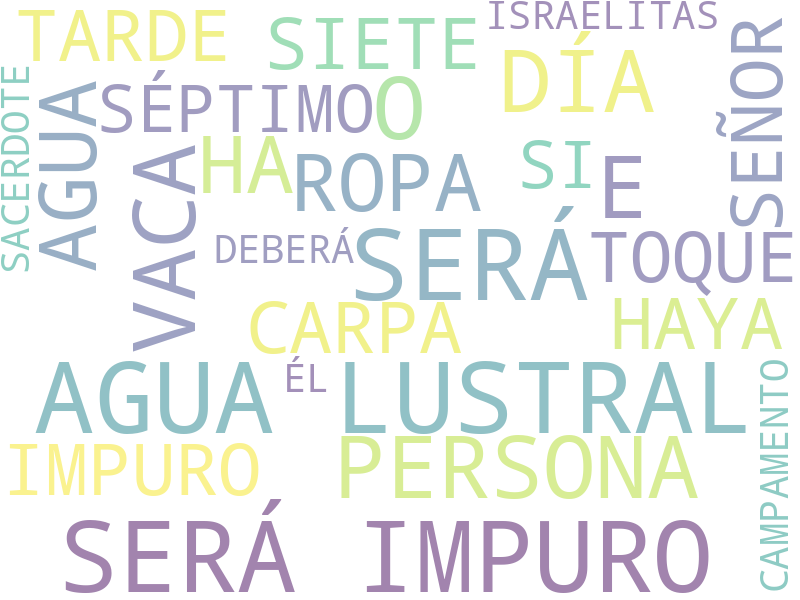 ISRAELITAS
TARDE
SIETE
DÍA
SEÑOR
SACERDOTE
AGUA
SÉPTIMO
O
HA
VACA
ROPA
SI
E
DEBERÁ
SERÁ
TOQUE
CARPA
HAYA
AGUA LUSTRAL
ÉL
CAMPAMENTO
IMPURO
PERSONA
SERÁ IMPURO